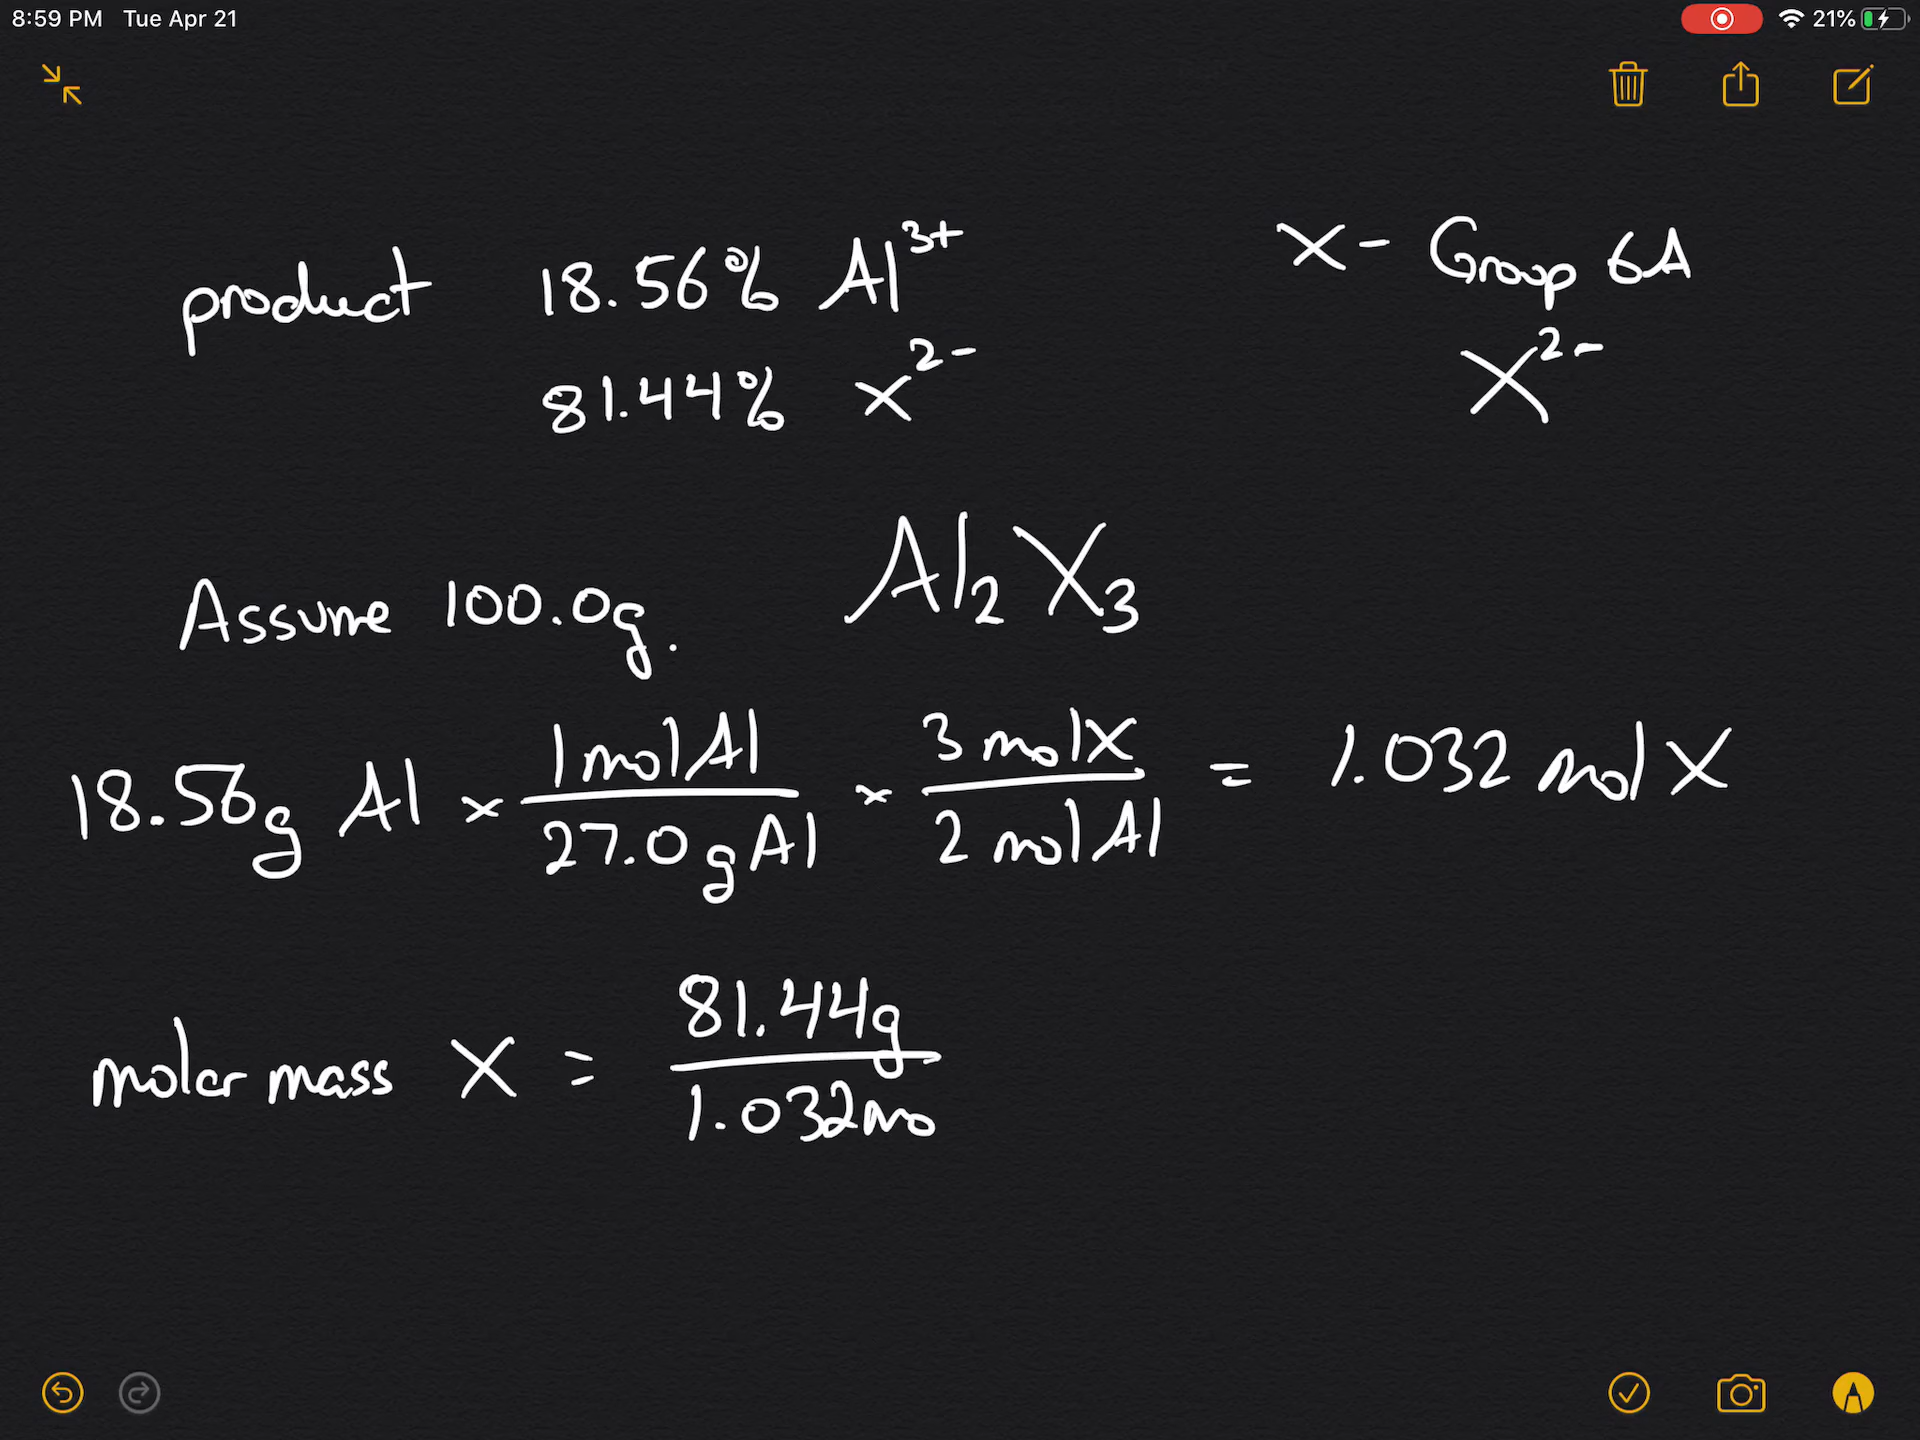 8:59 PM Tue Apr 21 21%
product 18.56% Al³⁺ X - Group 6A
81.44% X²⁻ X²⁻
Assume 100.0g. Al₂X₃
18.56g Al × 1 mol Al / 27.0 g Al × 3 mol X / 2 mol Al = 1.032 mol X
molar mass X = 81.44g / 1.032mo